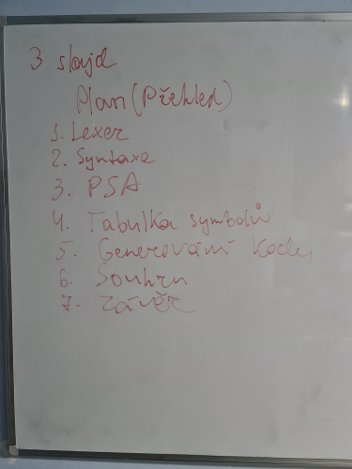 3 slajd
Plan (Přehled)
1. Lexer
2. Syntaxe
3. PSA
4. Tabulka symbolů
5. Generování kodu
6. Souhrn
7. Závěr